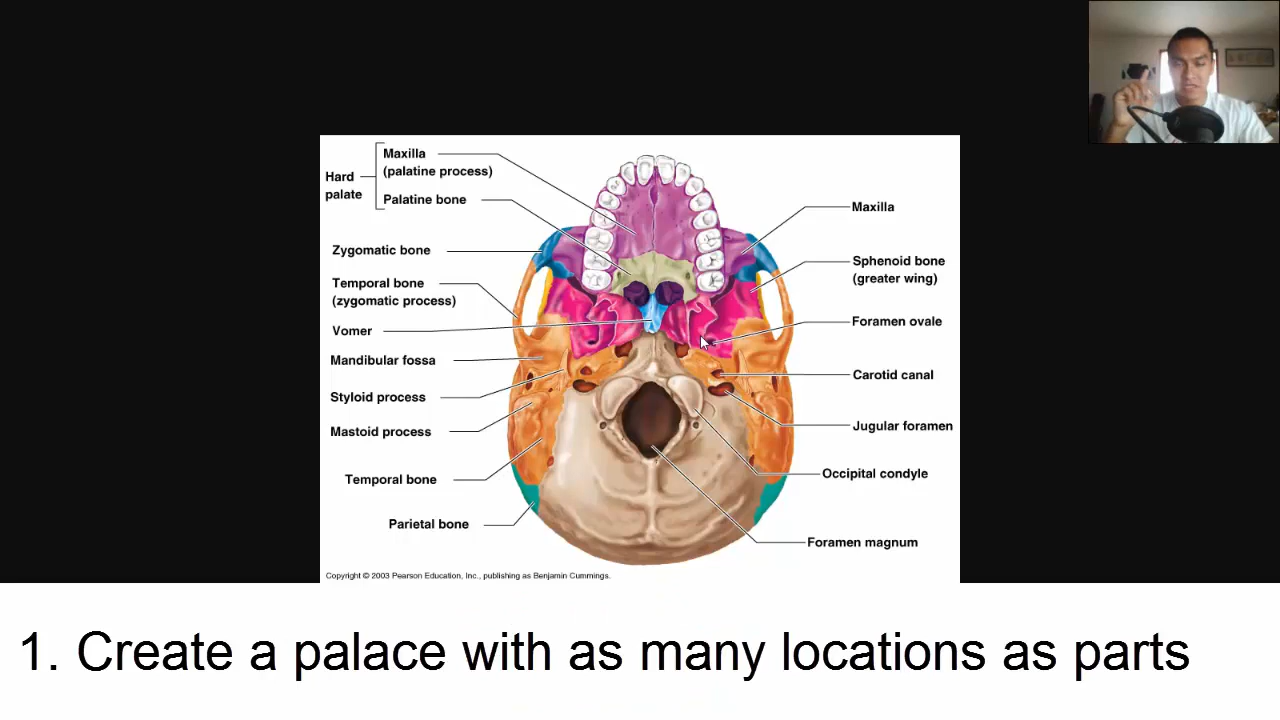 Maxilla
(palatine process)
Hard
palate
Palatine bone
Zygomatic bone
Temporal bone
(zygomatic process)
Vomer
Mandibular fossa
Styloid process
Mastoid process
Temporal bone
Parietal bone
Maxilla
Sphenoid bone
(greater wing)
Foramen ovale
Carotid canal
Jugular foramen
Occipital condyle
Foramen magnum
Copyright © 2003 Pearson Education, Inc., publishing as Benjamin Cummings.
1. Create a palace with as many locations as parts